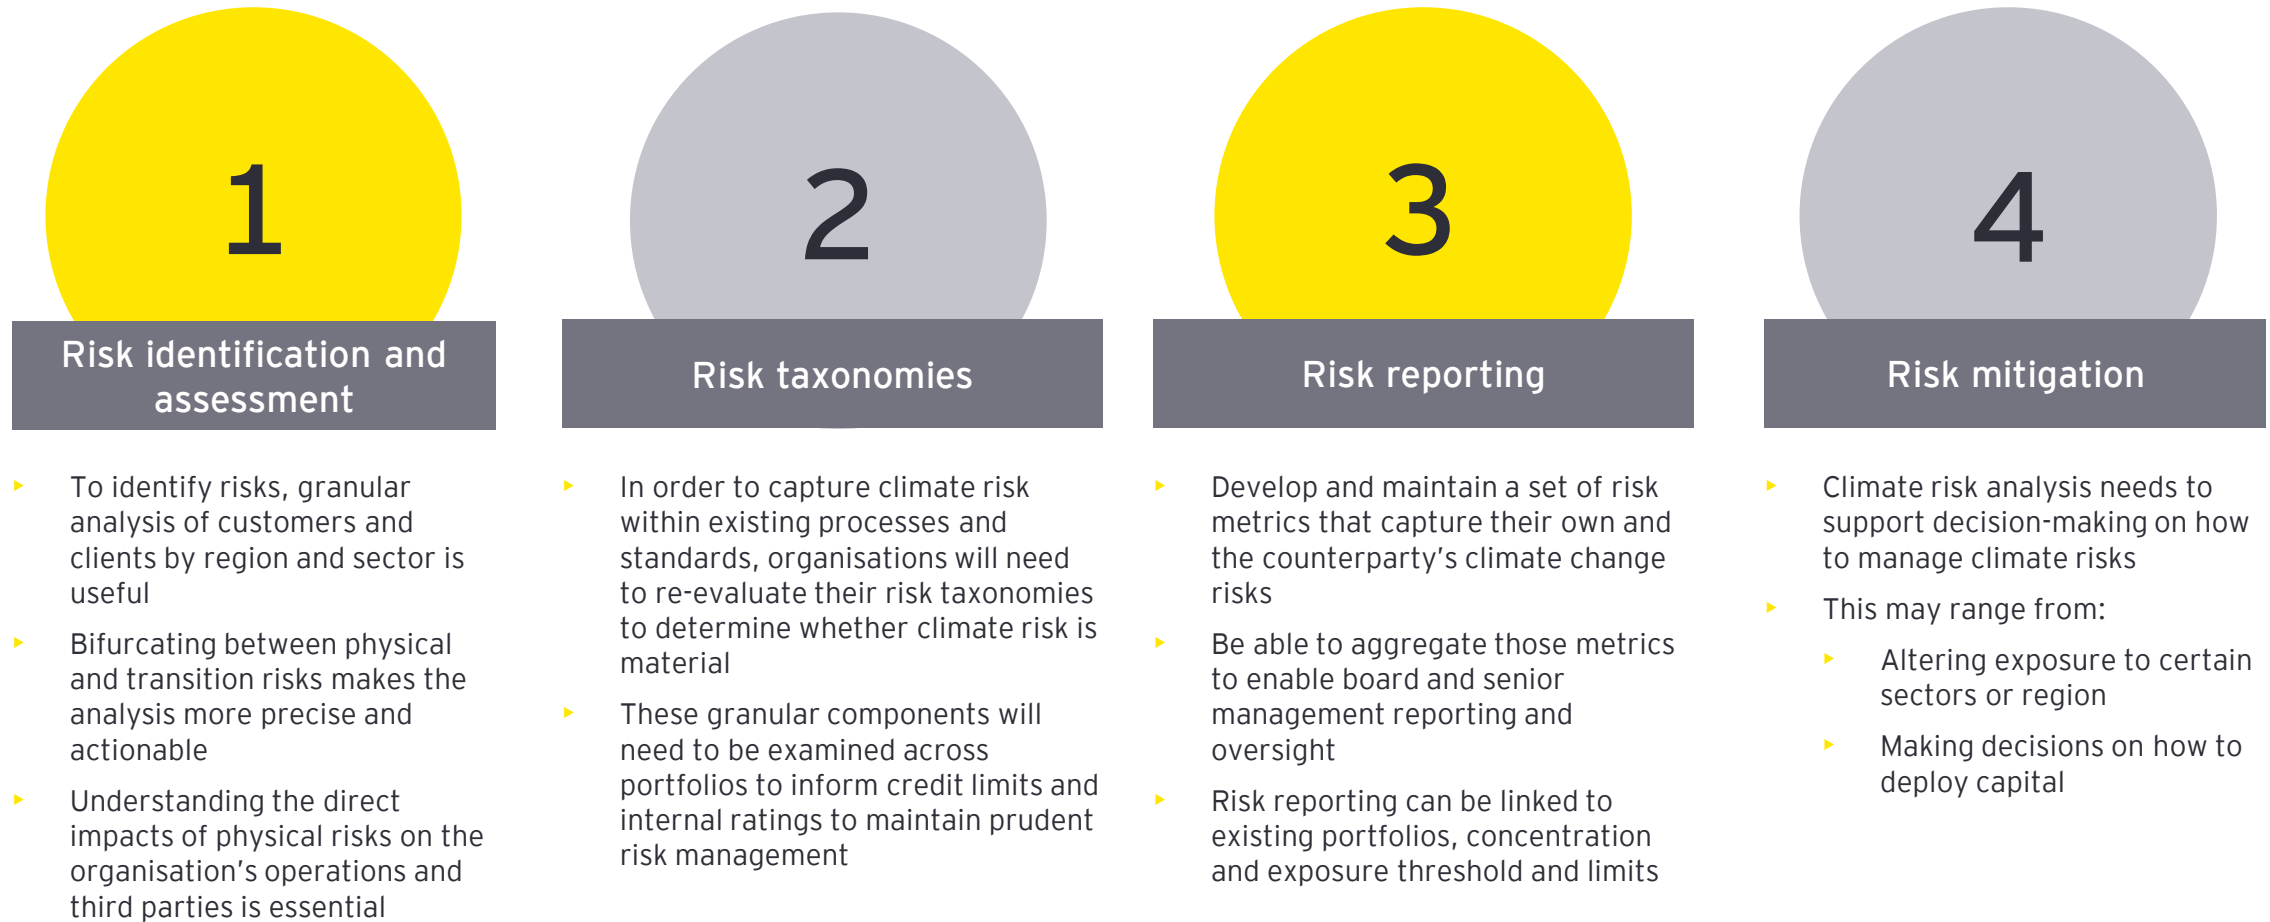 1
Risk identification and
assessment
‣ To identify risks, granular
analysis of customers and
clients by region and sector is
useful
‣ Bifurcating between physical
and transition risks makes the
analysis more precise and
actionable
‣ Understanding the direct
impacts of physical risks on the
organisation's operations and
third parties is essential
2
Risk taxonomies
‣ In order to capture climate risk
within existing processes and
standards, organisations will need
to re-evaluate their risk taxonomies
to determine whether climate risk is
material
‣ These granular components will
need to be examined across
portfolios to inform credit limits and
internal ratings to maintain prudent
risk management
3
Risk reporting
‣ Develop and maintain a set of risk
metrics that capture their own and
the counterparty's climate change
risks
‣ Be able to aggregate those metrics
to enable board and senior
management reporting and
oversight
‣ Risk reporting can be linked to
existing portfolios, concentration
and exposure threshold and limits
4
Risk mitigation
‣ Climate risk analysis needs to
support decision-making on how
to manage climate risks
‣ This may range from:
‣ Altering exposure to certain
sectors or region
‣ Making decisions on how to
deploy capital